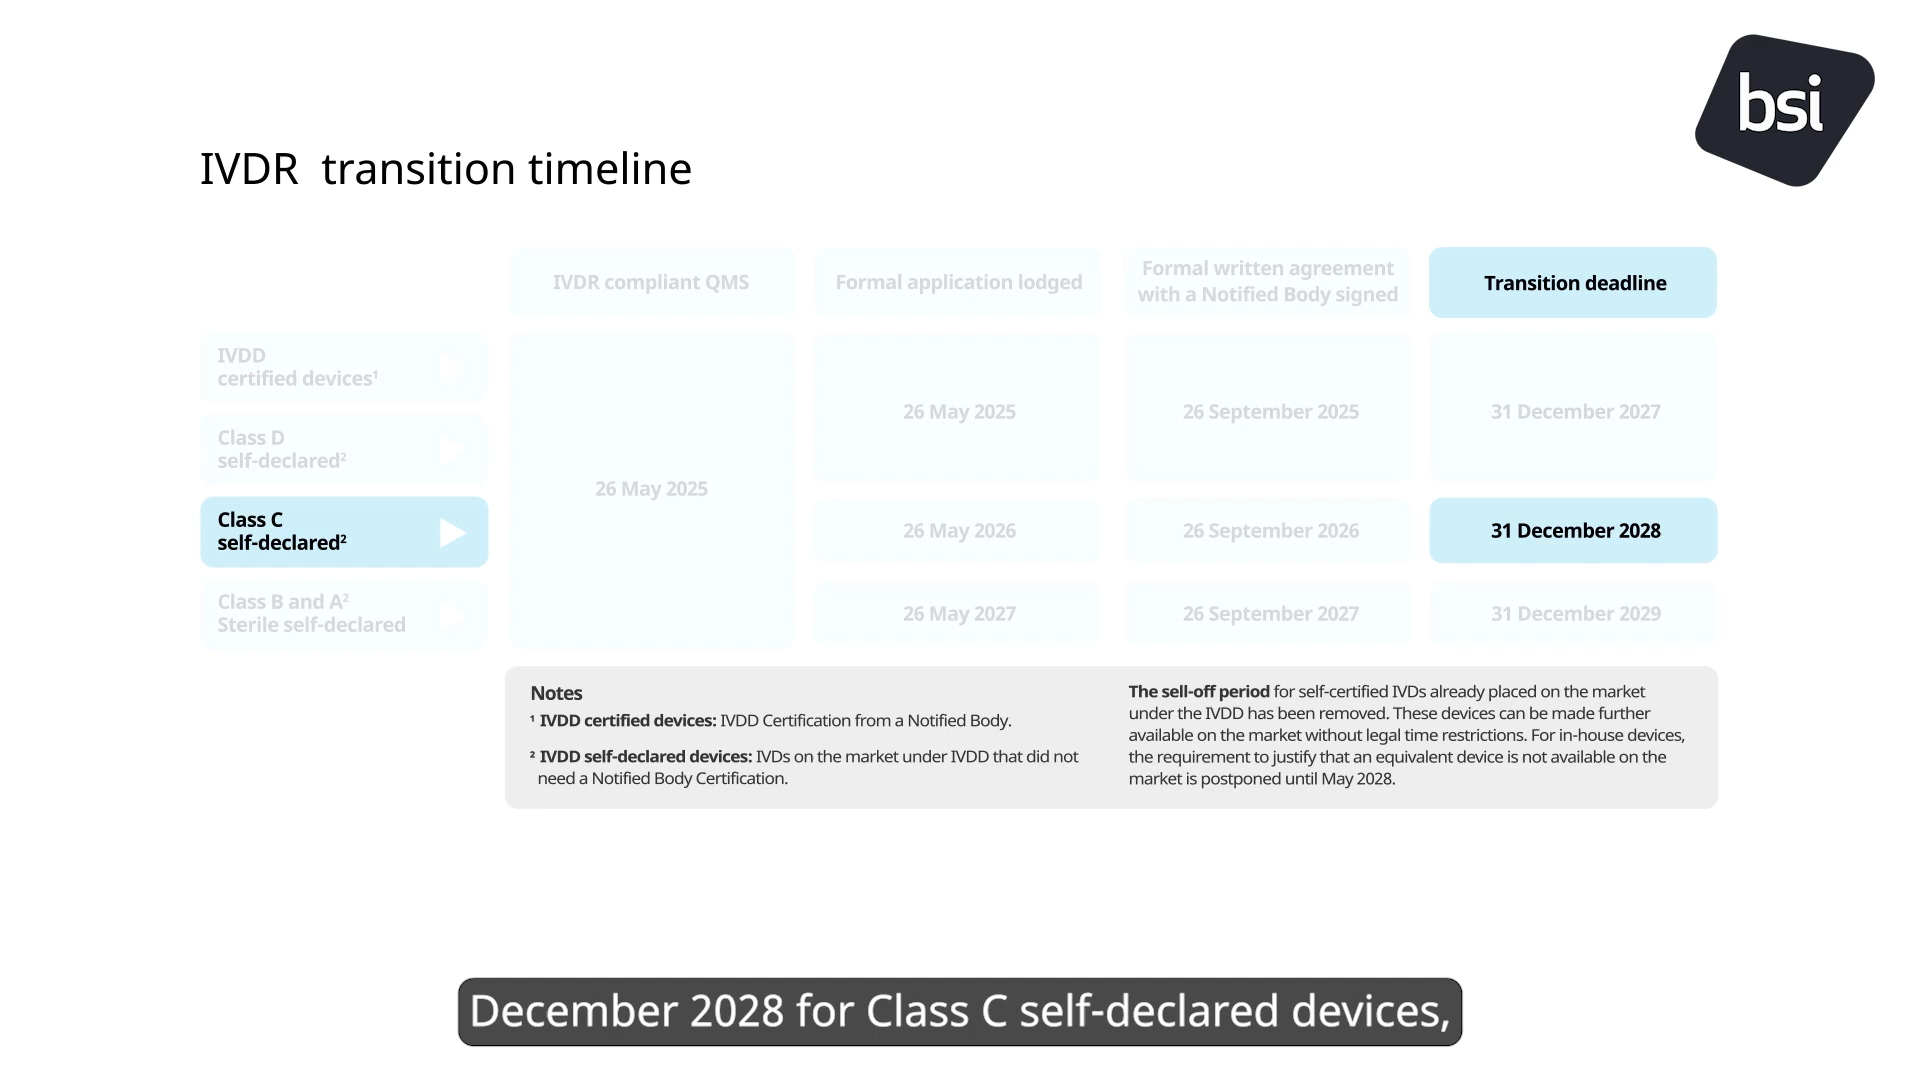 bsi
IVDR  transition timeline
IVDR compliant QMS
Formal application lodged
Formal written agreement
with a Notified Body signed
Transition deadline
IVDD
certified devices¹
Class D
self-declared²
Class C
self-declared²
Class B and A²
Sterile self-declared
26 May 2025
26 May 2025
26 September 2025
31 December 2027
26 May 2026
26 September 2026
31 December 2028
26 May 2027
26 September 2027
31 December 2029
Notes
¹ IVDD certified devices: IVDD Certification from a Notified Body.
² IVDD self-declared devices: IVDs on the market under IVDD that did not
need a Notified Body Certification.
The sell-off period for self-certified IVDs already placed on the market
under the IVDD has been removed. These devices can be made further
available on the market without legal time restrictions. For in-house devices,
the requirement to justify that an equivalent device is not available on the
market is postponed until May 2028.
December 2028 for Class C self-declared devices,